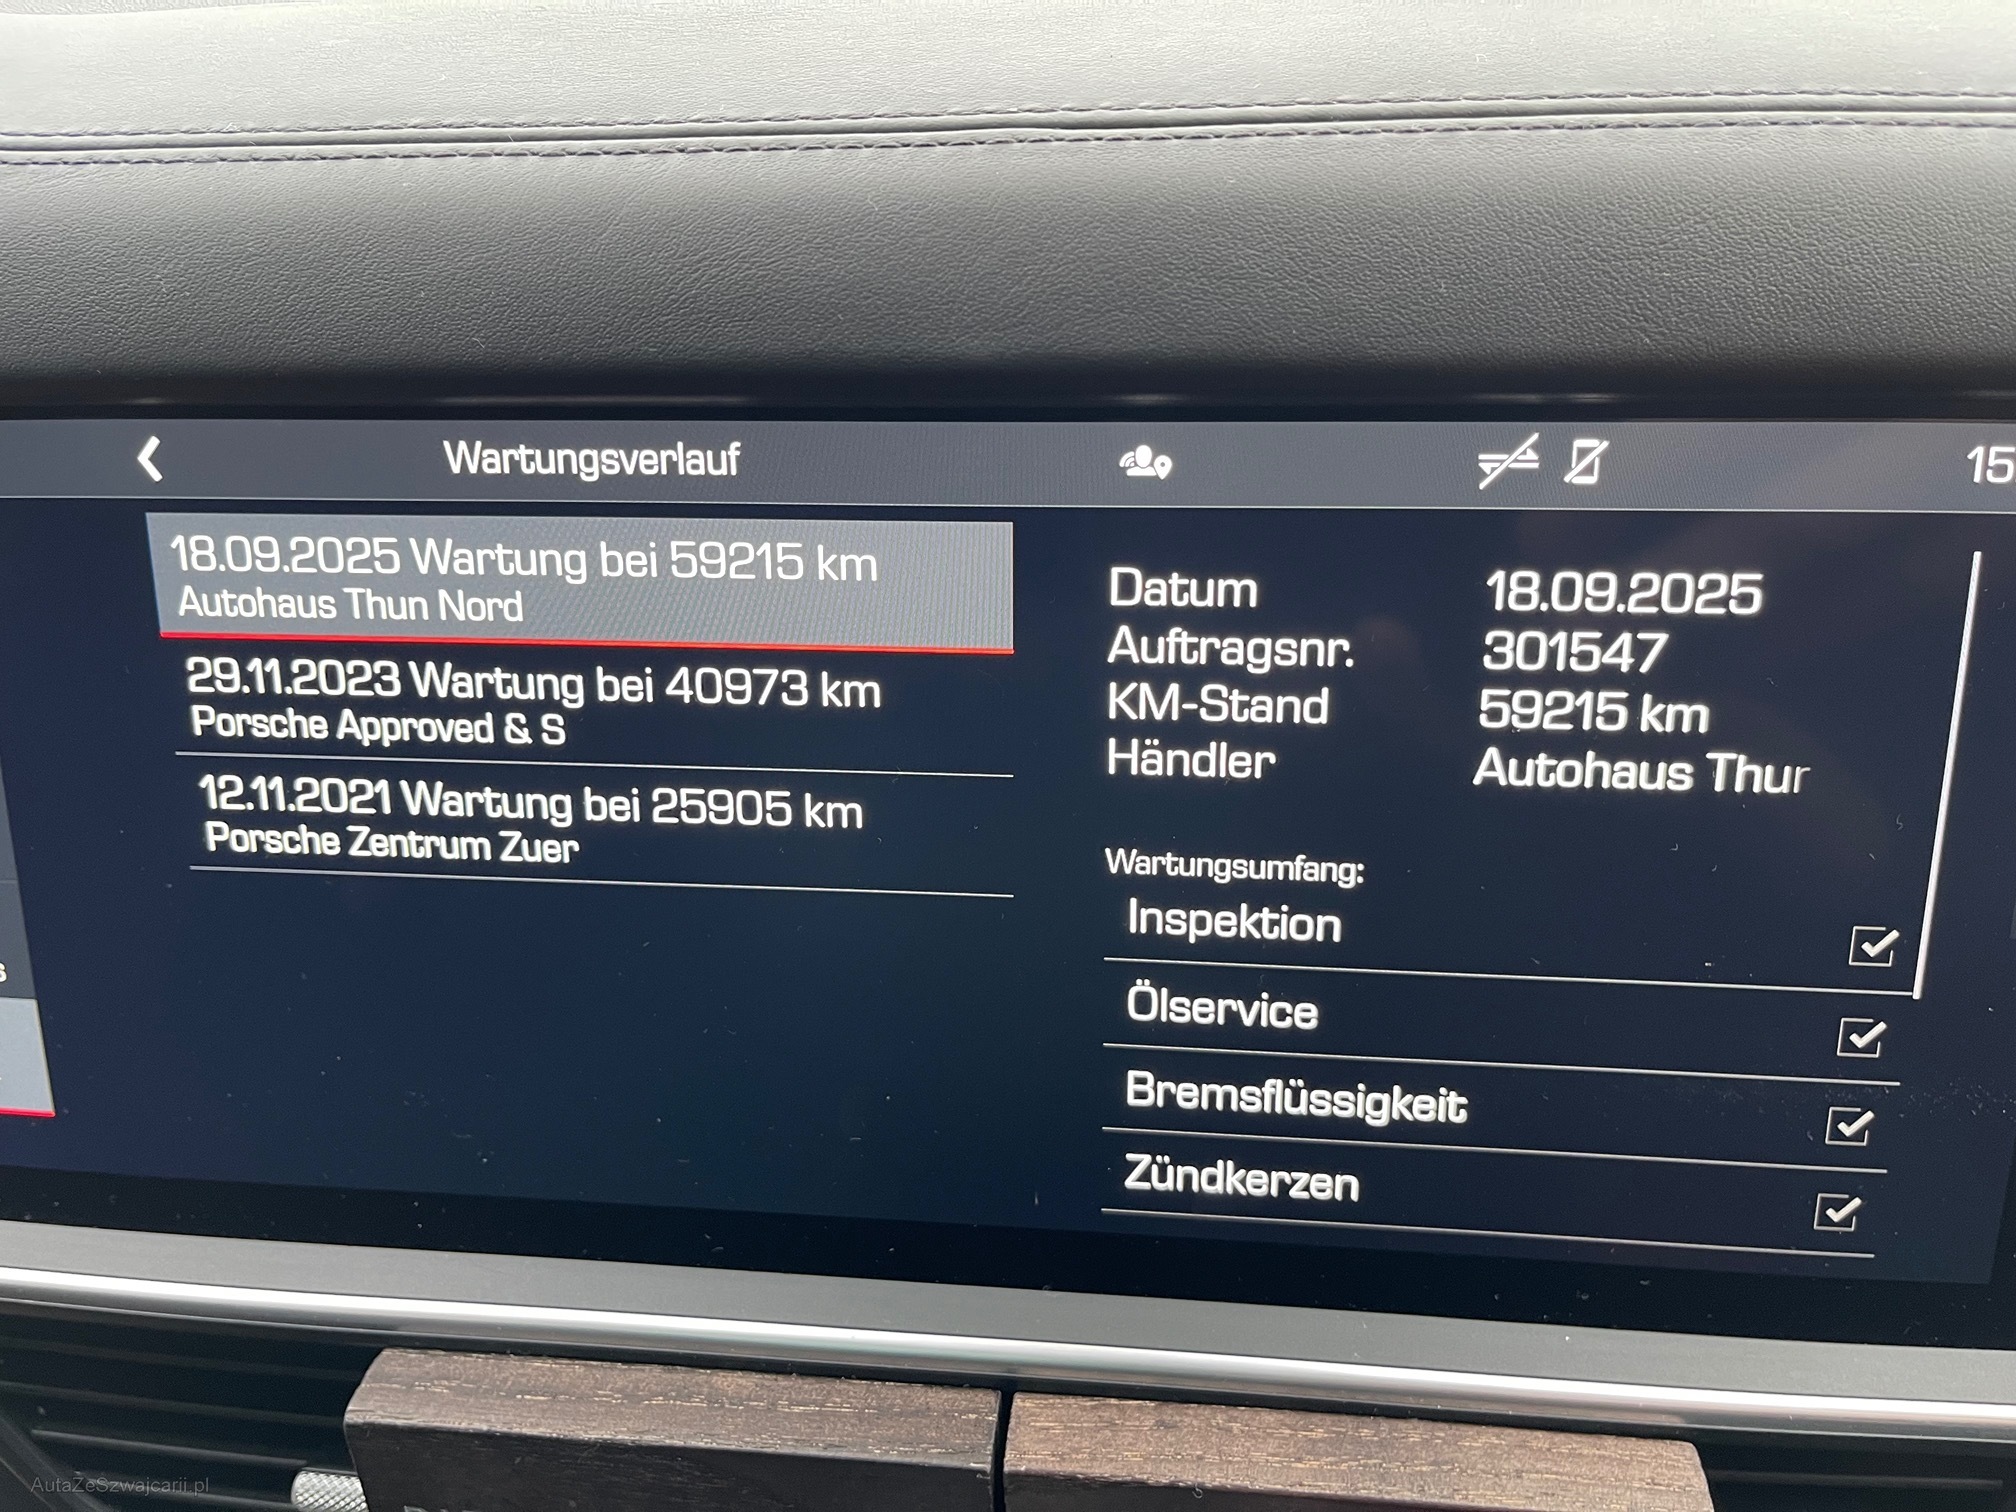 Wartungsverlauf
15
18.09.2025 Wartung bei 59215 km
Autohaus Thun Nord
29.11.2023 Wartung bei 40973 km
Porsche Approved & S
12.11.2021 Wartung bei 25905 km
Porsche Zentrum Zuer
Datum 18.09.2025
Auftragsnr. 301547
KM-Stand 59215 km
Händler Autohaus Thur
Wartungsumfang:
Inspektion
Ölservice
Bremsflüssigkeit
Zündkerzen
s
AutaZeSzwajcarii.pl